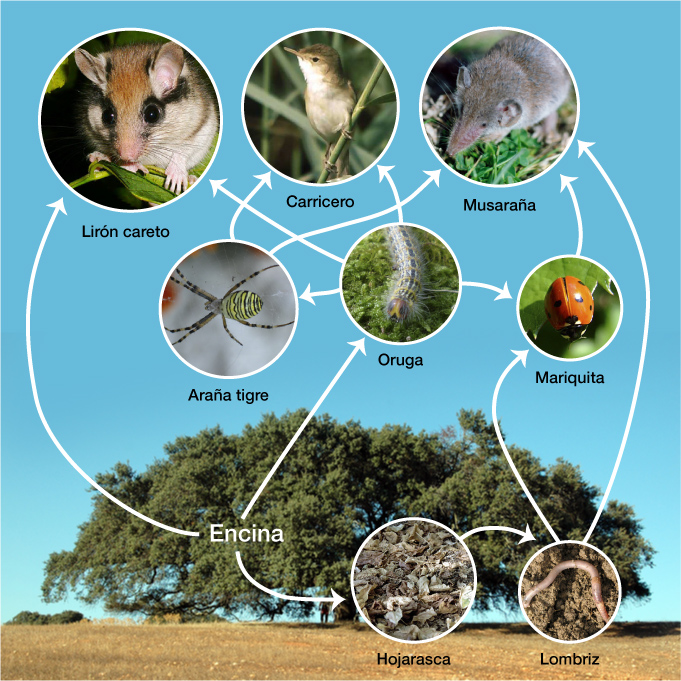 Lirón careto
Carricero
Musaraña
Araña tigre
Oruga
Mariquita
Encina
Hojarasca
Lombriz